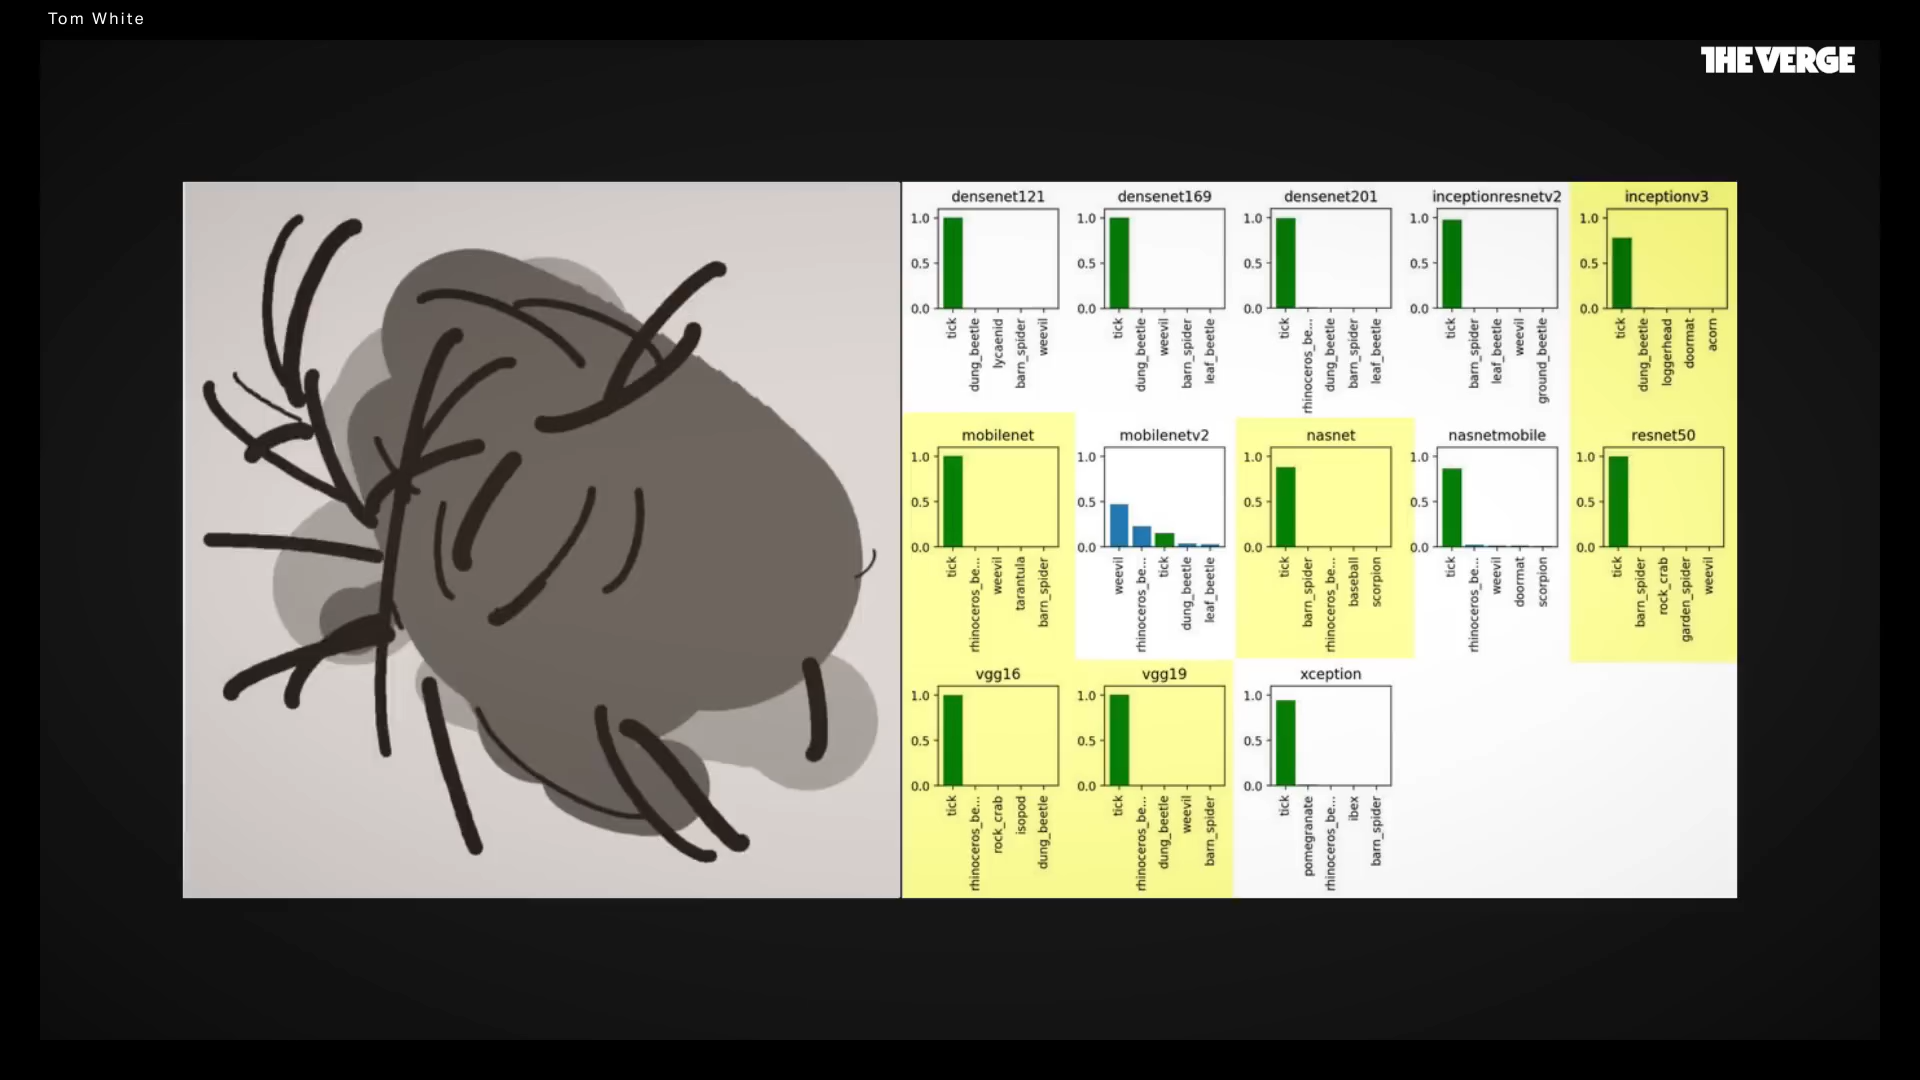 Tom White
THE VERGE
densenet121
1.0
0.5
0.0
tick
dung_beetle
lycaenid
barn_spider
weevil
densenet169
1.0
0.5
0.0
tick
dung_beetle
weevil
barn_spider
leaf_beetle
densenet201
1.0
0.5
0.0
tick
rhinoceros_be...
dung_beetle
barn_spider
leaf_beetle
inceptionresnetv2
1.0
0.5
0.0
tick
barn_spider
leaf_beetle
weevil
ground_beetle
inceptionv3
1.0
0.5
0.0
tick
dung_beetle
loggerhead
doormat
acorn
mobilenet
1.0
0.5
0.0
tick
rhinoceros_be...
weevil
tarantula
barn_spider
mobilenetv2
1.0
0.5
0.0
weevil
rhinoceros_be...
tick
dung_beetle
leaf_beetle
nasnet
1.0
0.5
0.0
tick
barn_spider
rhinoceros_be...
baseball
scorpion
nasnetmobile
1.0
0.5
0.0
tick
rhinoceros_be...
weevil
doormat
scorpion
resnet50
1.0
0.5
0.0
tick
barn_spider
rock_crab
garden_spider
weevil
vgg16
1.0
0.5
0.0
tick
rhinoceros_be...
rock_crab
isopod
dung_beetle
vgg19
1.0
0.5
0.0
tick
rhinoceros_be...
dung_beetle
weevil
barn_spider
xception
1.0
0.5
0.0
tick
pomegranate
rhinoceros_be...
ibex
barn_spider